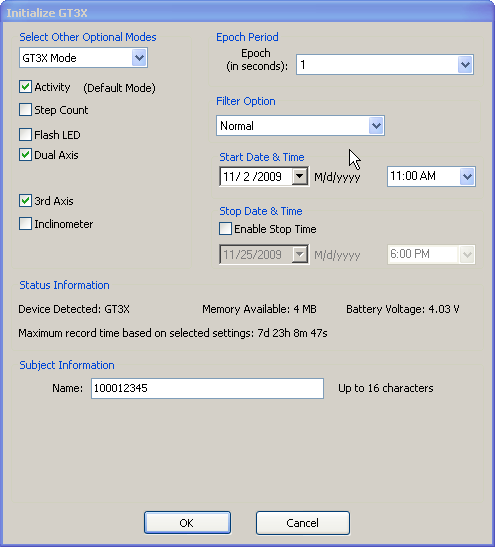 Initialize GT3X
Select Other Optional Modes
GT3X Mode
Activity (Default Mode)
Step Count
Flash LED
Dual Axis
3rd Axis
Inclinometer
Epoch Period
Epoch
(in seconds): 1
Filter Option
Normal
Start Date & Time
11/ 2 /2009 M/d/yyyy 11:00 AM
Stop Date & Time
Enable Stop Time
11/25/2009 M/d/yyyy 6:00 PM
Status Information
Device Detected: GT3X Memory Available: 4 MB Battery Voltage: 4.03 V
Maximum record time based on selected settings: 7d 23h 8m 47s
Subject Information
Name: 100012345 Up to 16 characters
OK Cancel